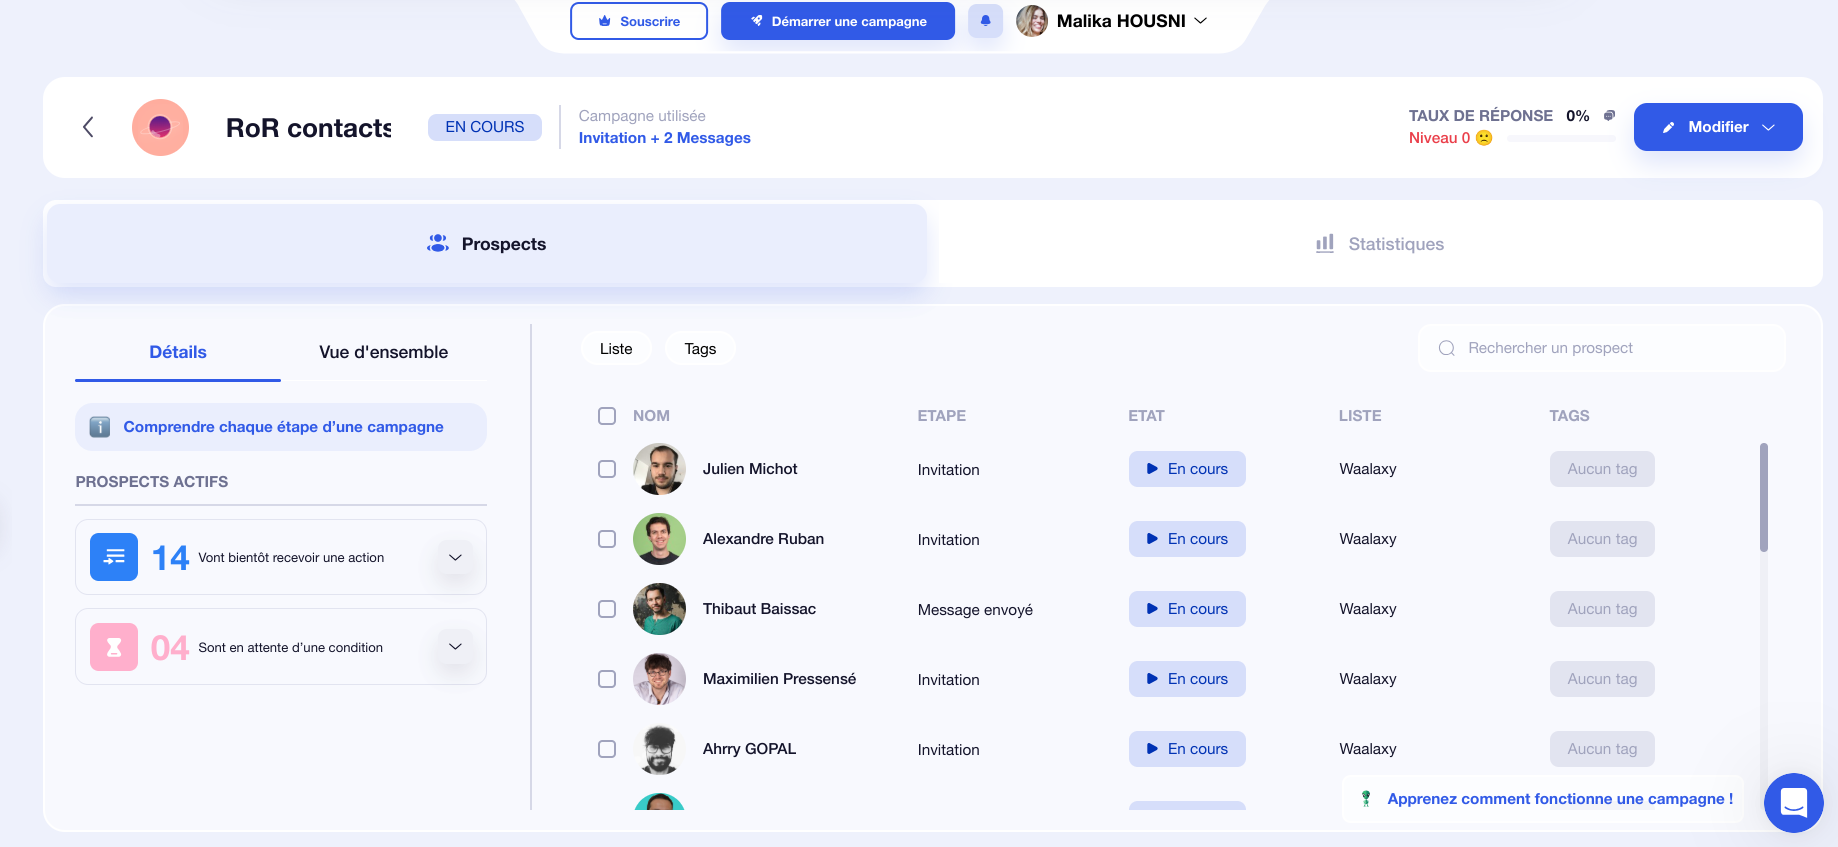 Souscrire
Démarrer une campagne
Malika HOUSNI
RoR contacts
EN COURS
Campagne utilisée
Invitation + 2 Messages
TAUX DE RÉPONSE 0%
Niveau 0 🙁
Modifier
Prospects
Statistiques
Détails
Vue d'ensemble
Comprendre chaque étape d’une campagne
PROSPECTS ACTIFS
14 Vont bientôt recevoir une action
04 Sont en attente d’une condition
Liste
Tags
Rechercher un prospect
NOM ETAPE ETAT LISTE TAGS
Julien Michot Invitation En cours Waalaxy Aucun tag
Alexandre Ruban Invitation En cours Waalaxy Aucun tag
Thibaut Baissac Message envoyé En cours Waalaxy Aucun tag
Maximilien Pressensé Invitation En cours Waalaxy Aucun tag
Ahrry GOPAL Invitation En cours Waalaxy Aucun tag
Apprenez comment fonctionne une campagne !